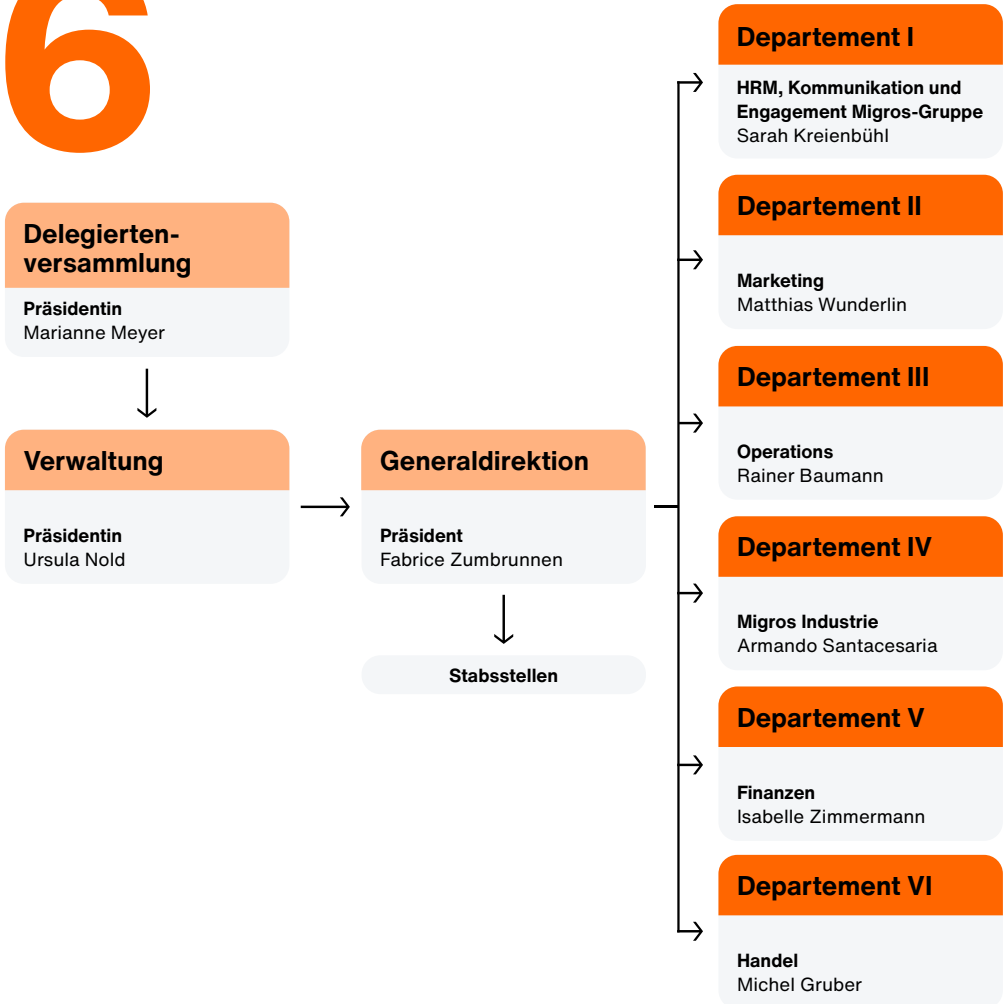 6
Delegierten-
versammlung
Präsidentin
Marianne Meyer
Verwaltung
Präsidentin
Ursula Nold
Generaldirektion
Präsident
Fabrice Zumbrunnen
Stabsstellen
Departement I
HRM, Kommunikation und
Engagement Migros-Gruppe
Sarah Kreienbühl
Departement II
Marketing
Matthias Wunderlin
Departement III
Operations
Rainer Baumann
Departement IV
Migros Industrie
Armando Santacesaria
Departement V
Finanzen
Isabelle Zimmermann
Departement VI
Handel
Michel Gruber